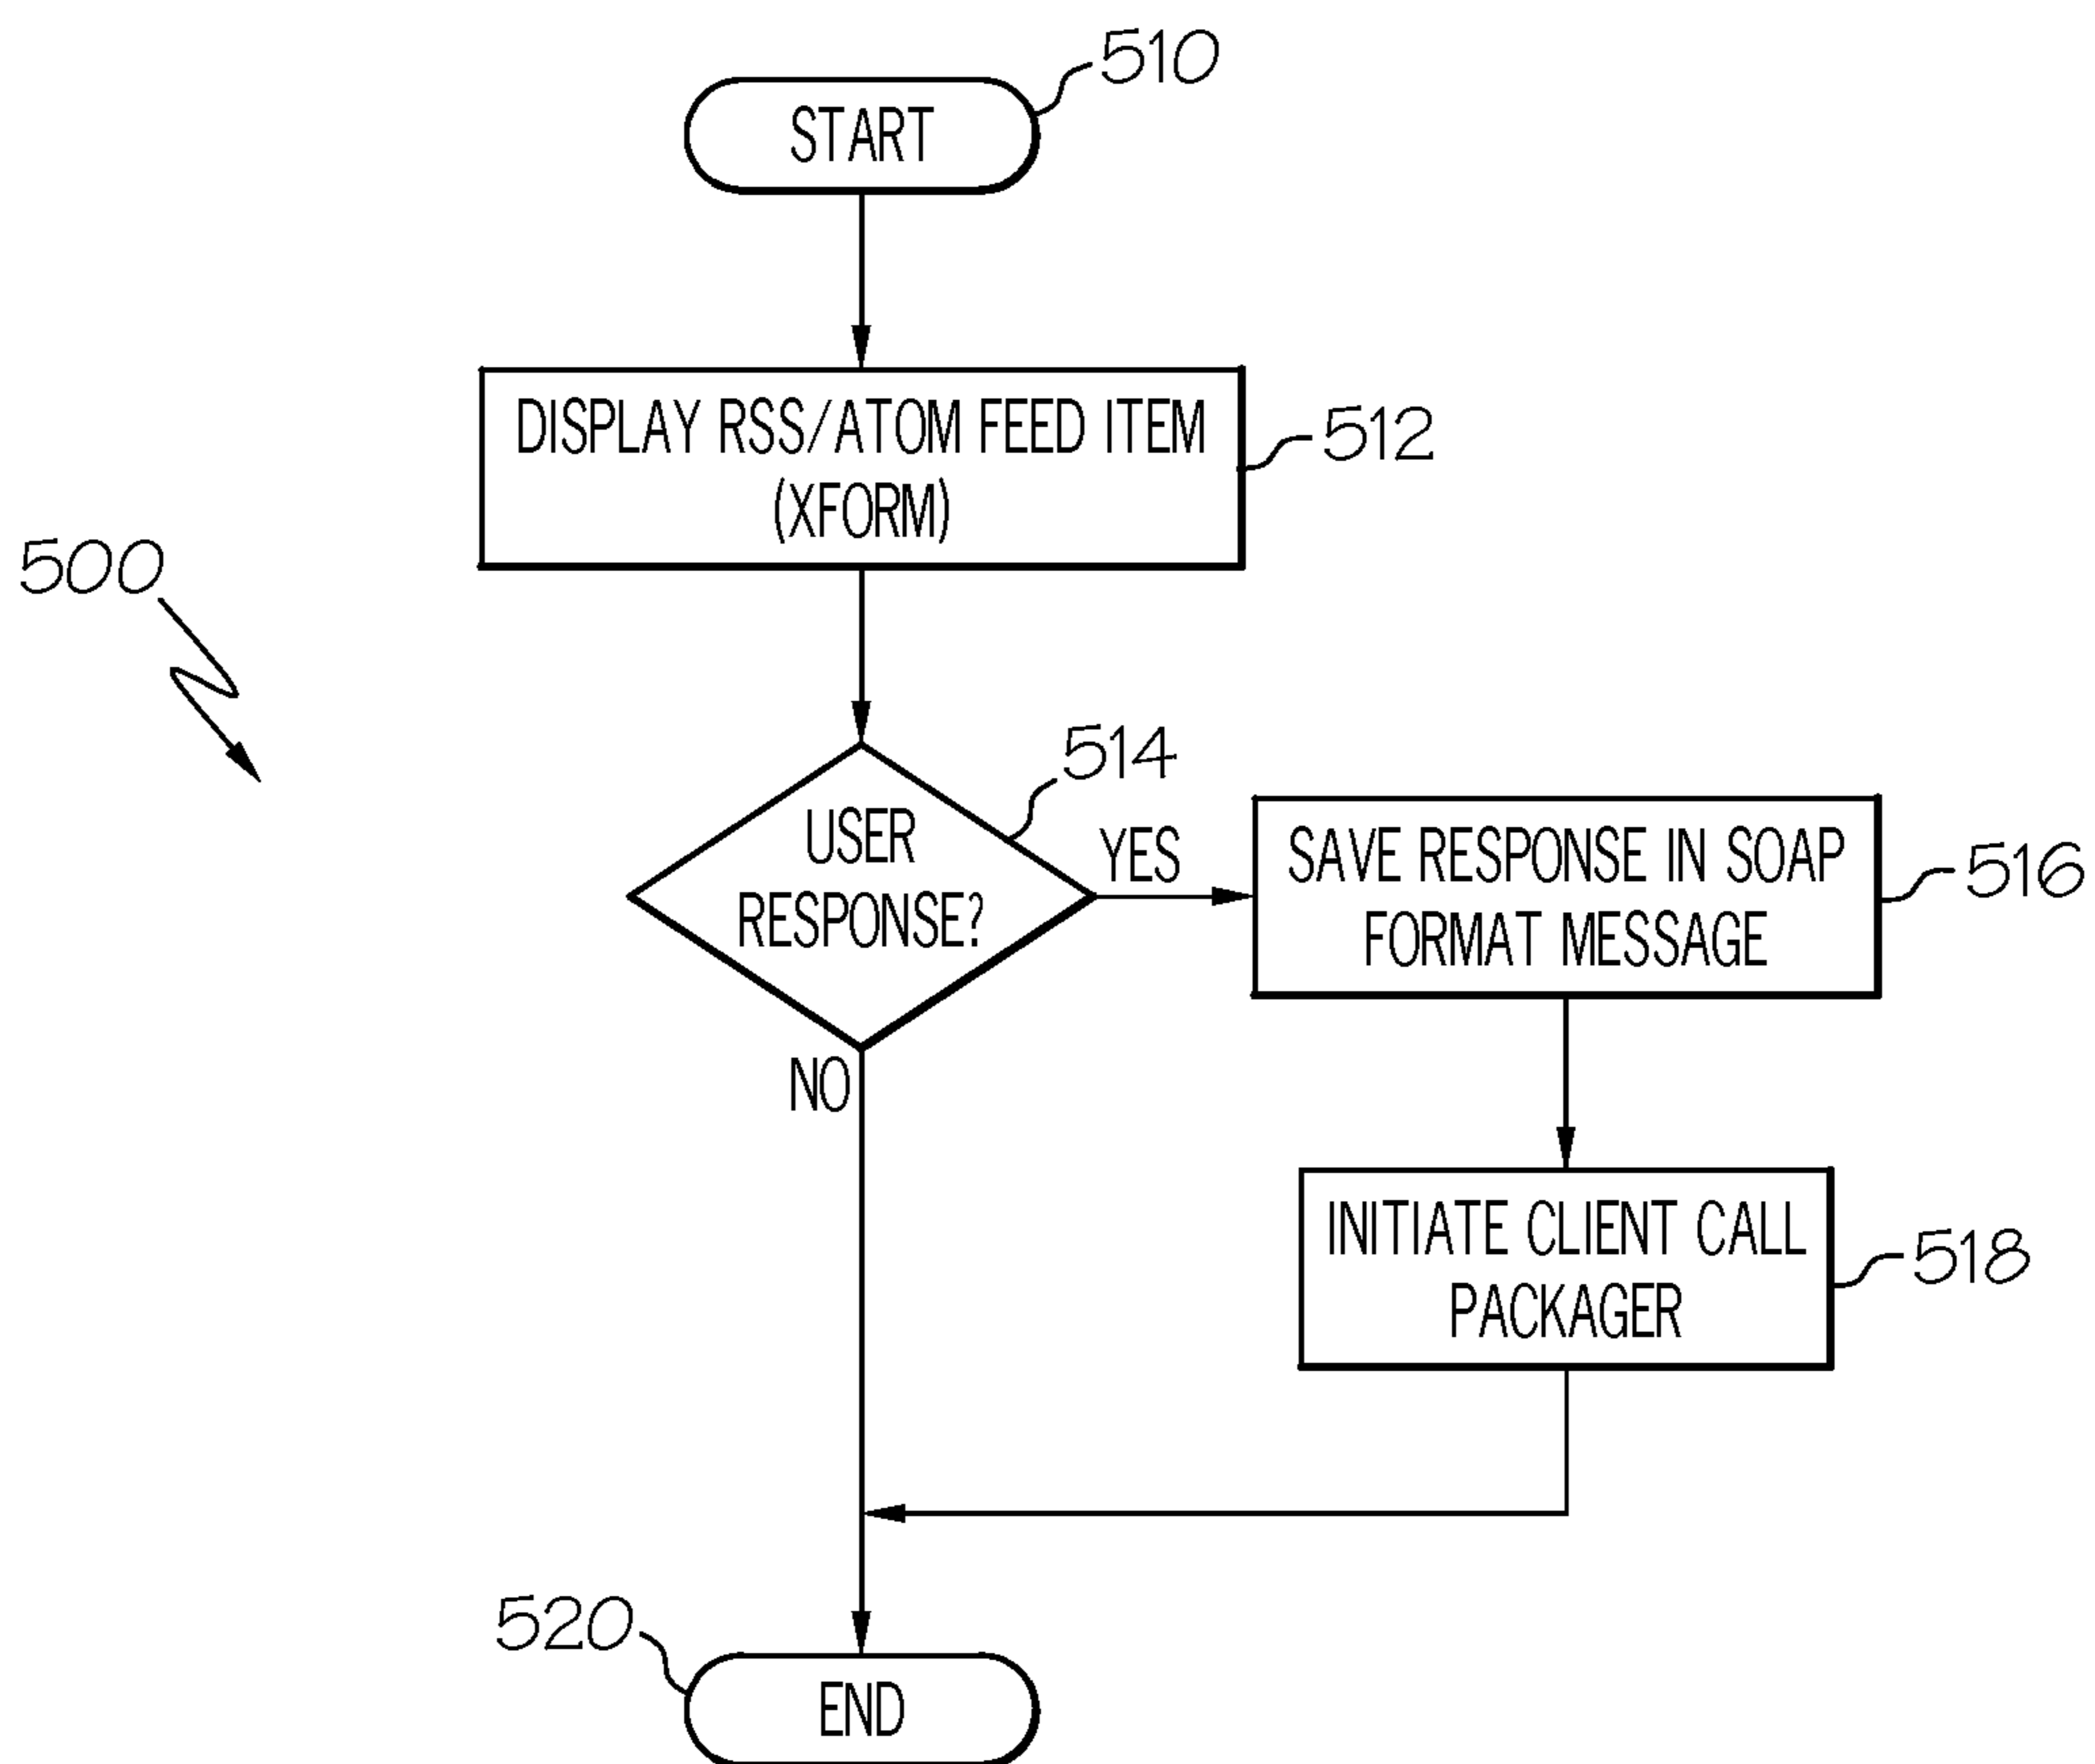 510
START
DISPLAY RSS/ATOM FEED ITEM
(XFORM)
512
500
514
USER
RESPONSE?
YES
SAVE RESPONSE IN SOAP
FORMAT MESSAGE
516
NO
INITIATE CLIENT CALL
PACKAGER
518
520
END